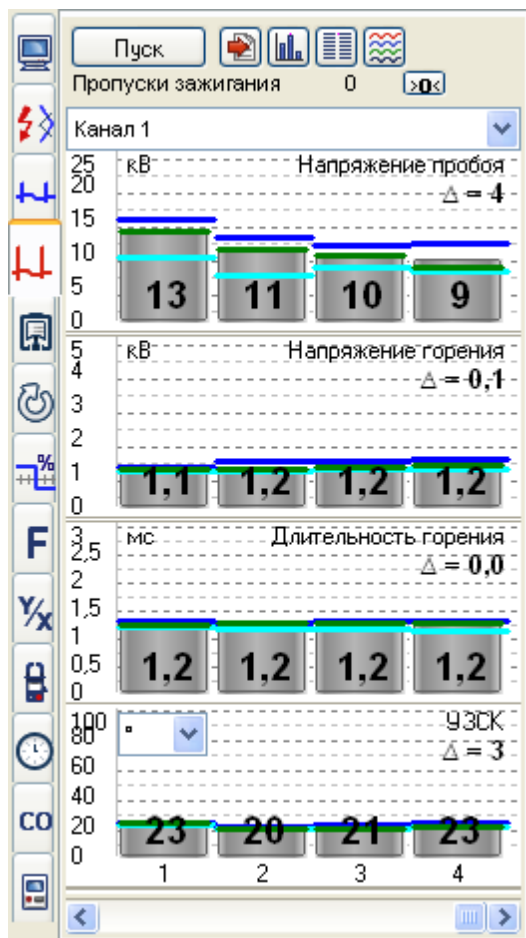 Пуск
Пропуски зажигания 0 >0<
Канал 1
25 кВ Напряжение пробоя
20 Δ = 4
15
10
5 13 11 10 9
0
5 кВ Напряжение горения
4 Δ = 0,1
3
2
1 1,1 1,2 1,2 1,2
0
3 мс Длительность горения
2,5 Δ = 0,0
2
1,5
1
0,5 1,2 1,2 1,2 1,2
0
100 ° УЗСК
80 Δ = 3
60
40
20 23 20 21 23
0
1 2 3 4
%
F
Y/X
CO